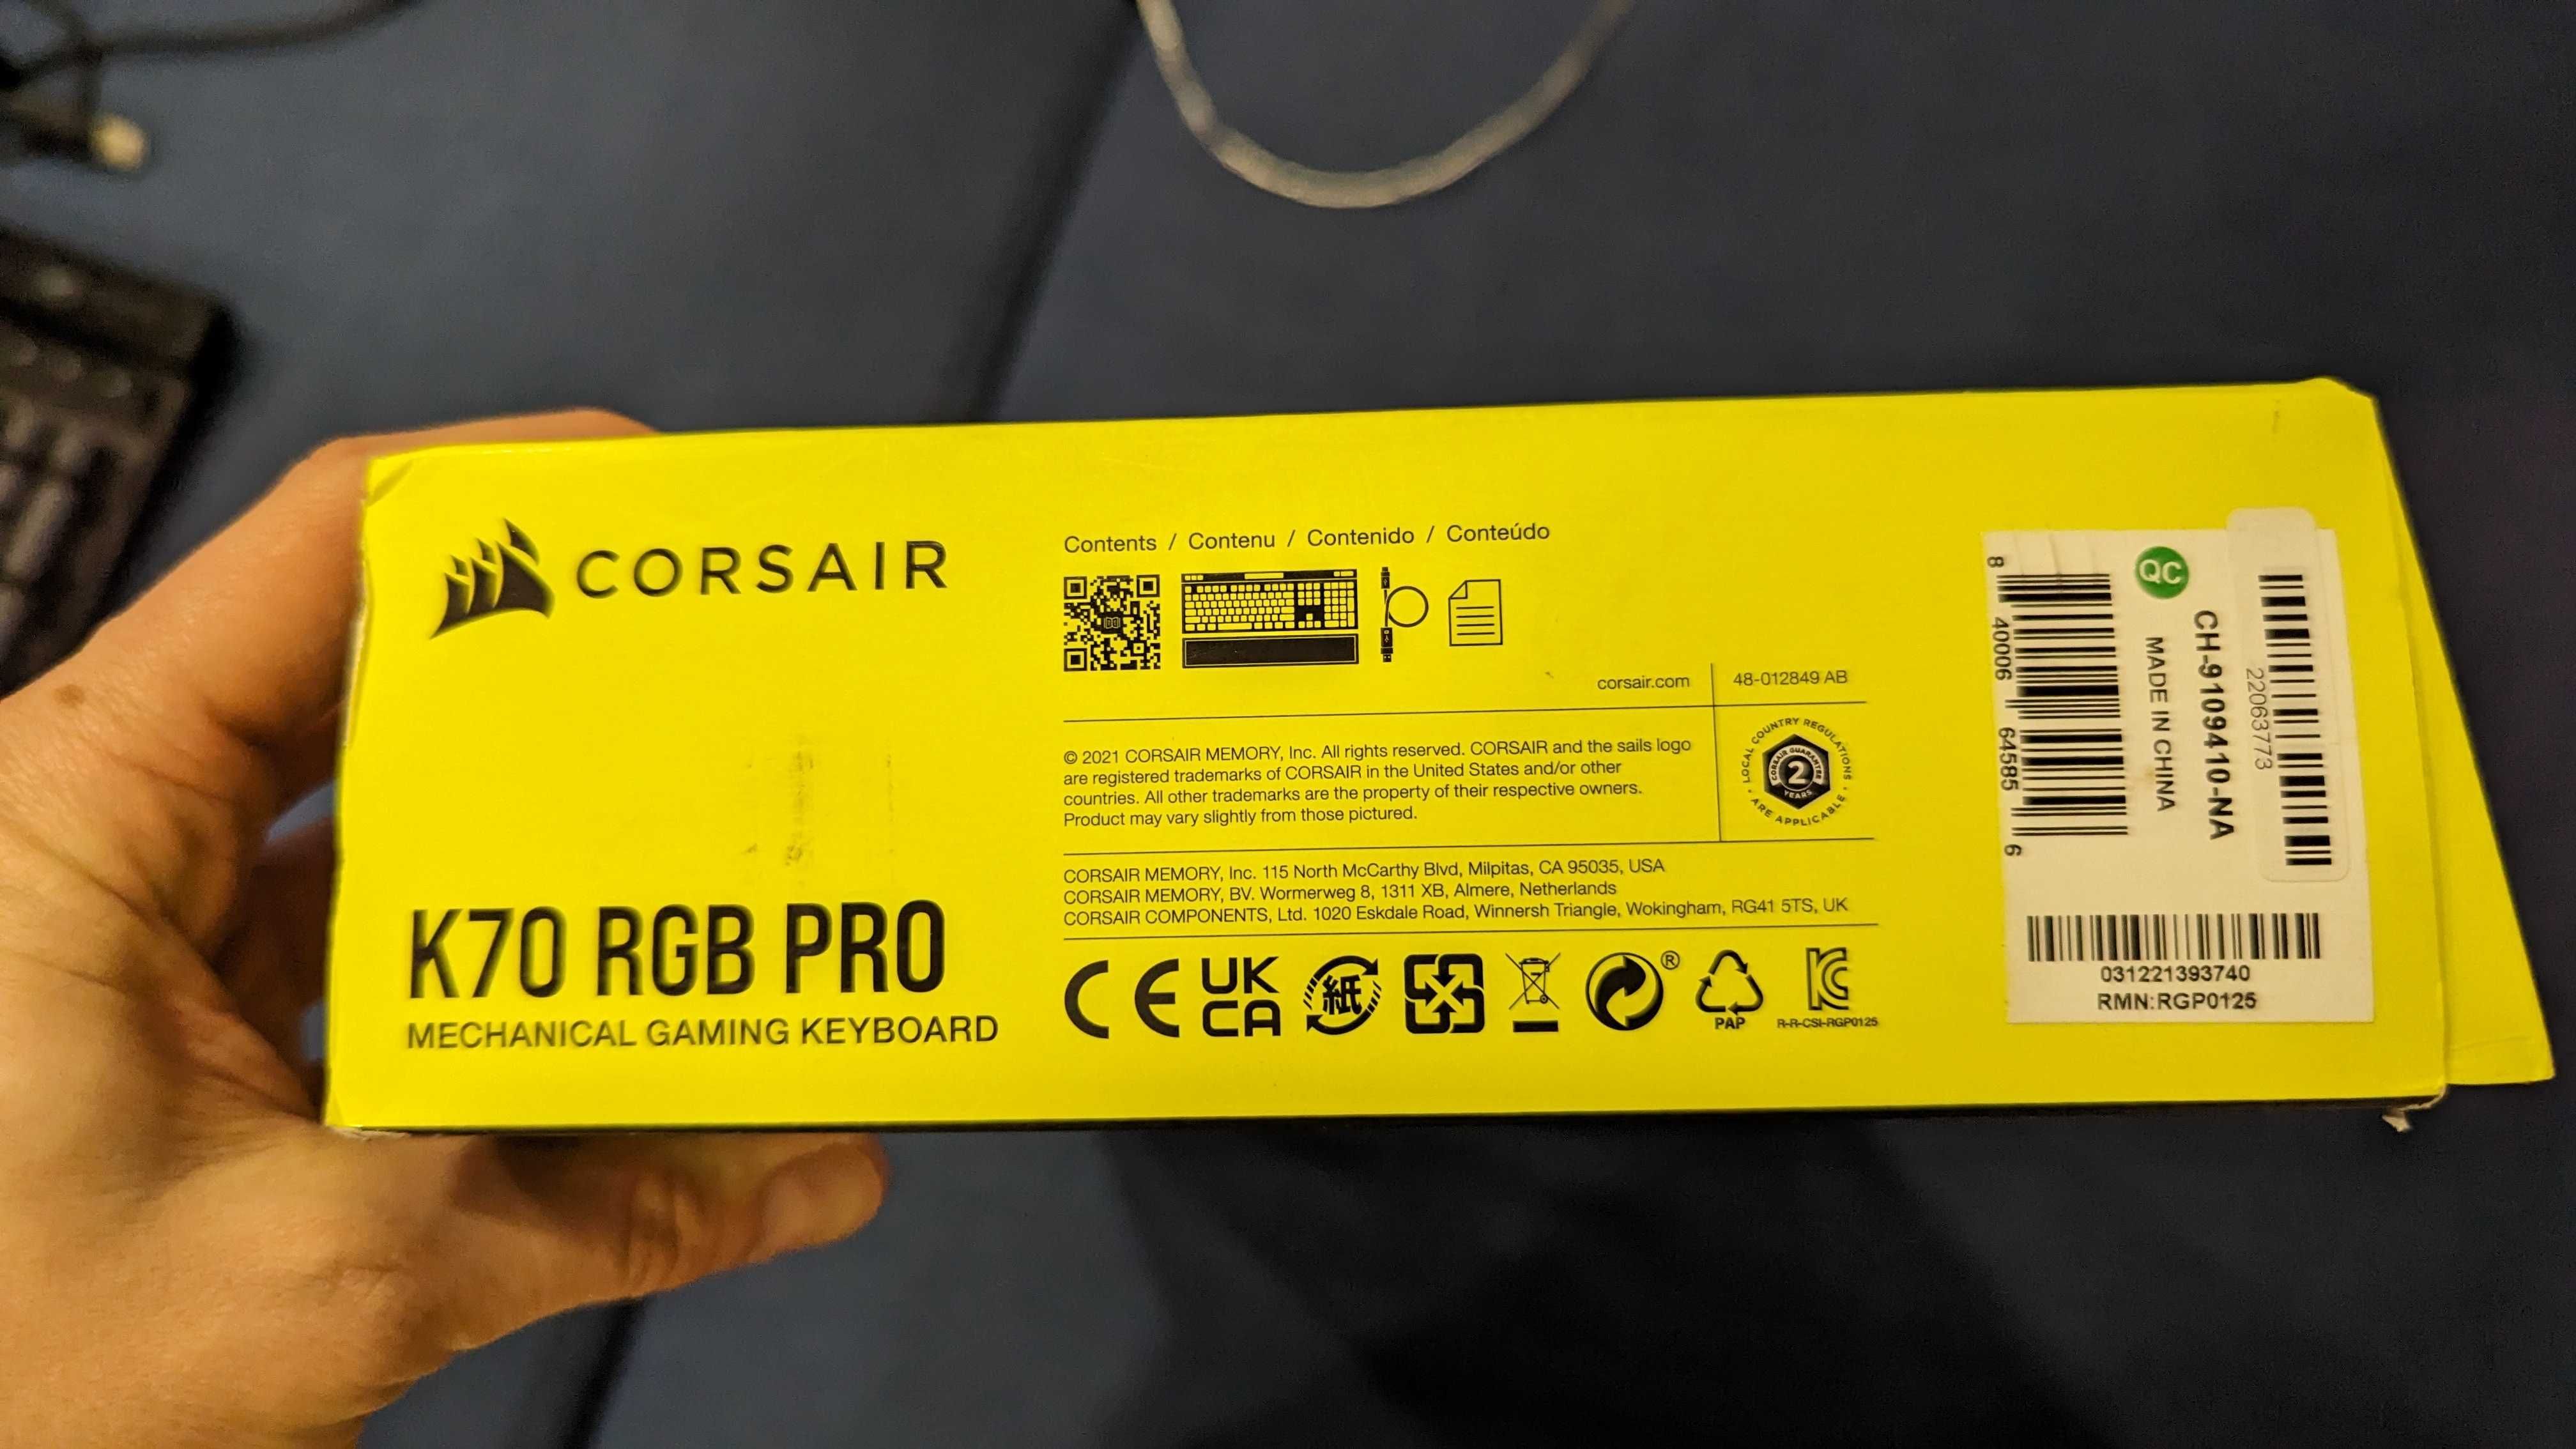 CORSAIR
K70 RGB PRO
MECHANICAL GAMING KEYBOARD
Contents / Contenu / Contenido / Conteúdo
corsair.com
48-012849 AB
© 2021 CORSAIR MEMORY, Inc. All rights reserved. CORSAIR and the sails logo
are registered trademarks of CORSAIR in the United States and/or other
countries. All other trademarks are the property of their respective owners.
Product may vary slightly from those pictured.
LOCAL COUNTRY REGULATIONS
• ARE APPLICABLE •
CORSAIR GUARANTEE
2
YEARS
CORSAIR MEMORY, Inc. 115 North McCarthy Blvd, Milpitas, CA 95035, USA
CORSAIR MEMORY, BV. Wormerweg 8, 1311 XB, Almere, Netherlands
CORSAIR COMPONENTS, Ltd. 1020 Eskdale Road, Winnersh Triangle, Wokingham, RG41 5TS, UK
CE
UK
CA
紙
®
PAP
KC
R-R-CSI-RGP0125
8 40006 64585 6
QC
MADE IN CHINA
CH-9109410-NA
22063773
031221393740
RMN:RGP0125